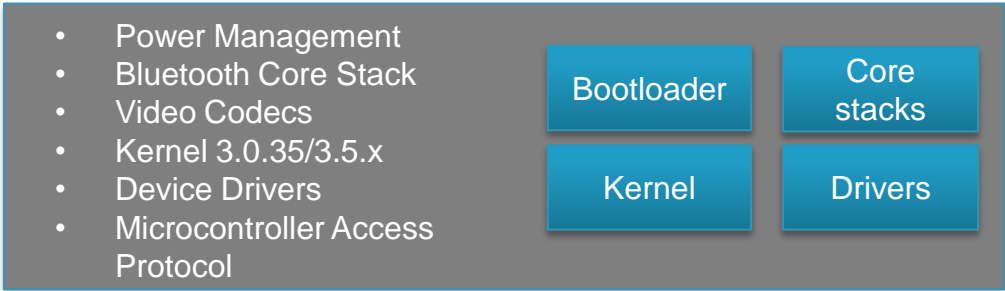 • Power Management
• Bluetooth Core Stack
• Video Codecs
• Kernel 3.0.35/3.5.x
• Device Drivers
• Microcontroller Access
Protocol
Bootloader
Core
stacks
Kernel
Drivers